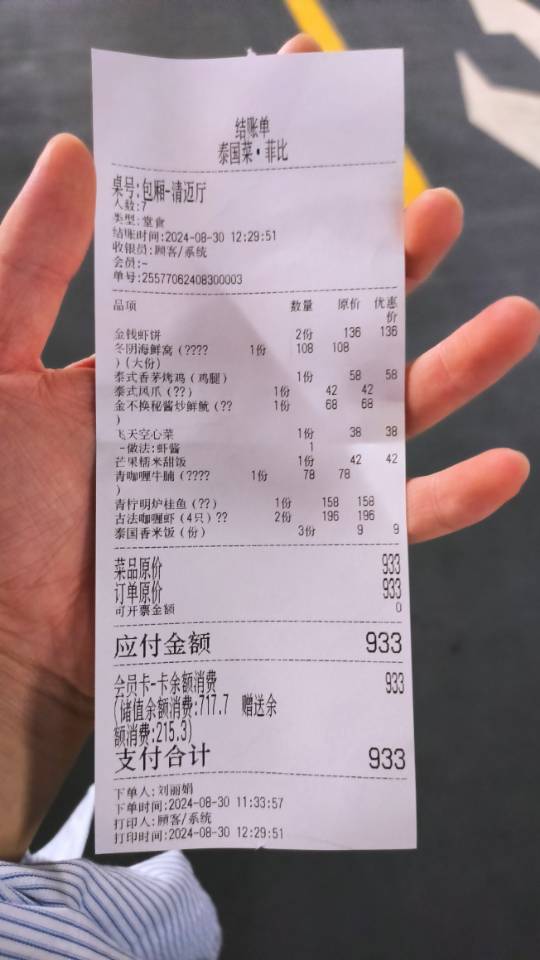 结账单
泰国菜·菲比
桌号:包厢-清迈厅
人数:7
类型:堂食
结账时间:2024-08-30 12:29:51
收银员:顾客/系统
会员:-
单号:25577062408300003
品项 数量 原价 优惠价
金钱虾饼 2份 136 136
冬阴海鲜窝(???? 1份 108 108
)(大份)
泰式香茅烤鸡(鸡腿) 1份 58 58
泰式凤爪(??) 1份 42 42
金不换秘酱炒鲜鱿(?? 1份 68 68
)
飞天空心菜 1份 38 38
-做法:虾酱 1
芒果糯米甜饭 1份 42 42
青咖喱牛腩(???? 1份 78 78
)
青柠明炉桂鱼(??) 1份 158 158
古法咖喱虾(4只)?? 2份 196 196
泰国香米饭(份) 3份 9 9
菜品原价 933
订单原价 933
可开票金额 0
应付金额 933
会员卡-卡余额消费 933
(储值余额消费:717.7 赠送余
额消费:215.3)
支付合计 933
下单人:刘丽娟
下单时间:2024-08-30 11:33:57
打印人:顾客/系统
打印时间:2024-08-30 12:29:51